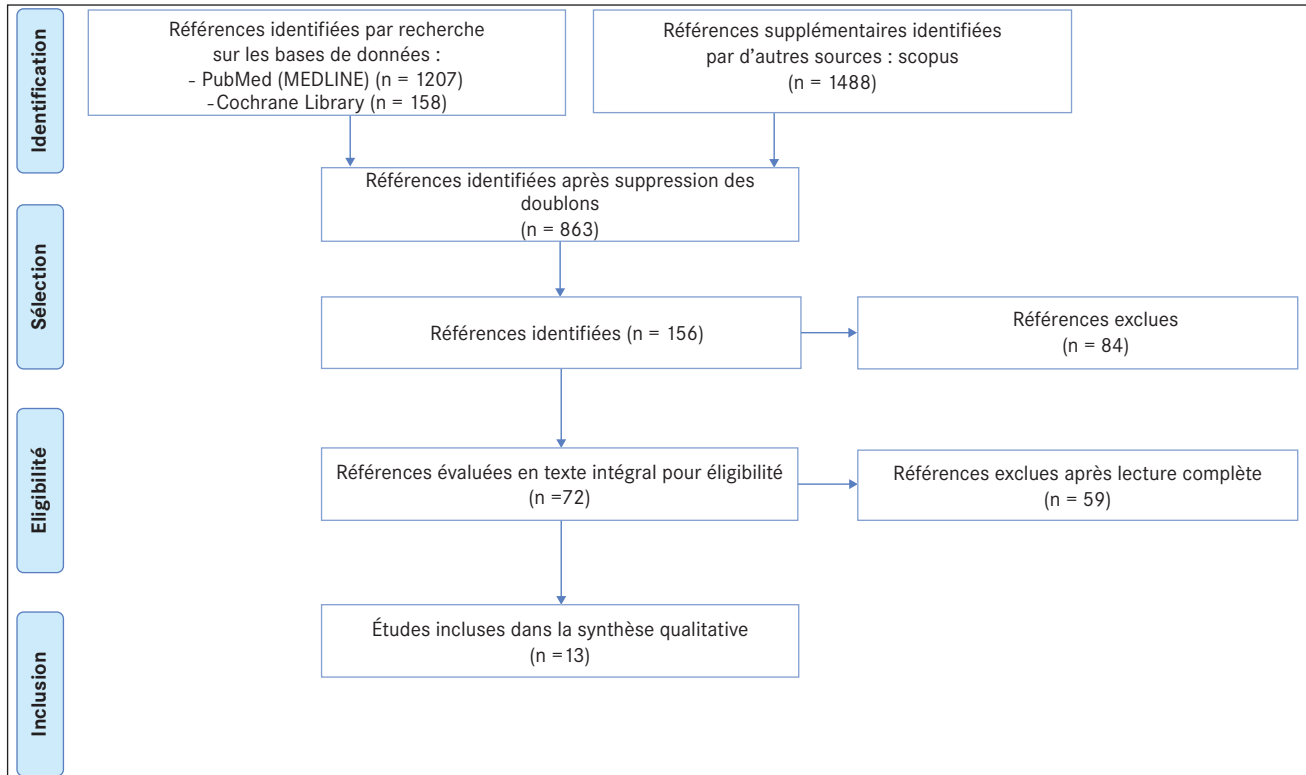 Identification
Références identifiées par recherche
sur les bases de données :
- PubMed (MEDLINE) (n = 1207)
-Cochrane Library (n = 158)
Références supplémentaires identifiées
par d'autres sources : scopus
(n = 1488)
Références identifiées après suppression des
doublons
(n = 863)
Sélection
Références identifiées (n = 156)
Références exclues
(n = 84)
Eligibilité
Références évaluées en texte intégral pour éligibilité
(n =72)
Références exclues après lecture complète
(n = 59)
Inclusion
Études incluses dans la synthèse qualitative
(n =13)